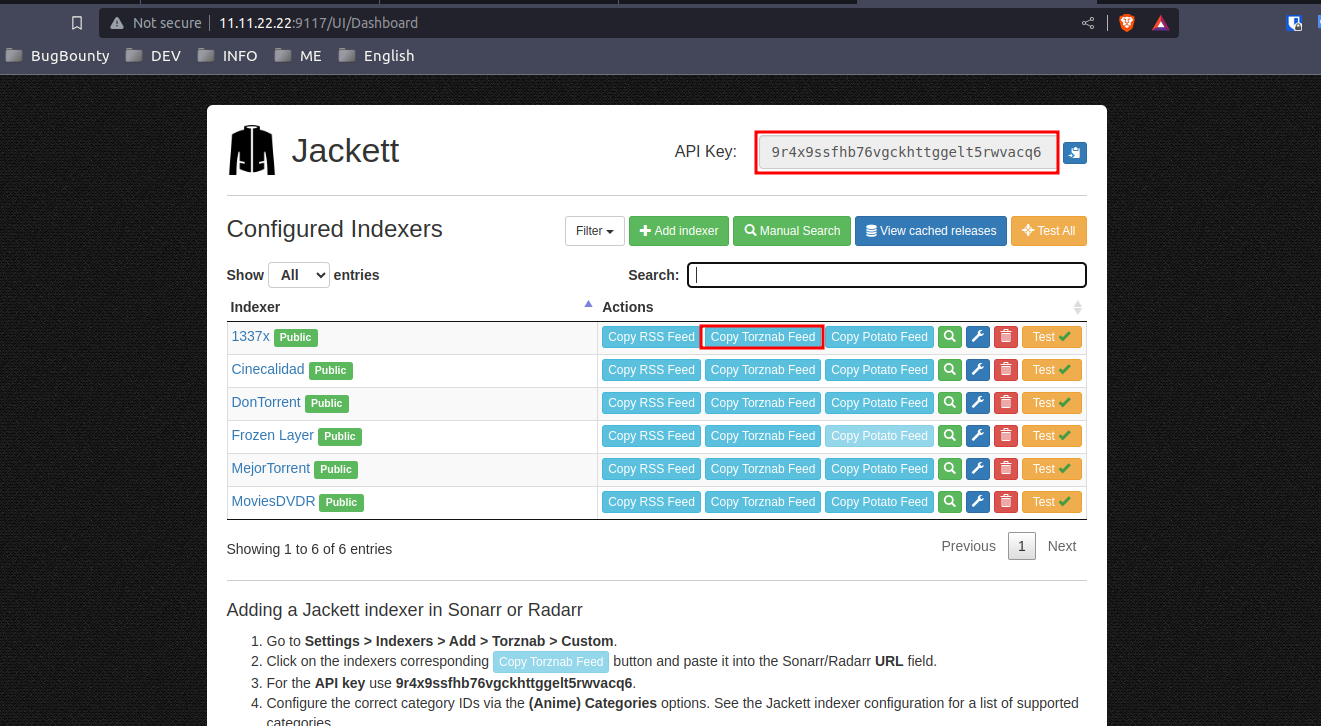 Not secure 11.11.22.22:9117/UI/Dashboard
BugBounty DEV INFO ME English
Jackett API Key: 9r4x9ssfhb76vgckhttggelt5rwvacq6
Configured Indexers Filter Add indexer Manual Search View cached releases Test All
Show All entries Search:
Indexer Actions
1337x Public Copy RSS Feed Copy Torznab Feed Copy Potato Feed Test
Cinecalidad Public Copy RSS Feed Copy Torznab Feed Copy Potato Feed Test
DonTorrent Public Copy RSS Feed Copy Torznab Feed Copy Potato Feed Test
Frozen Layer Public Copy RSS Feed Copy Torznab Feed Copy Potato Feed Test
MejorTorrent Public Copy RSS Feed Copy Torznab Feed Copy Potato Feed Test
MoviesDVDR Public Copy RSS Feed Copy Torznab Feed Copy Potato Feed Test
Showing 1 to 6 of 6 entries Previous 1 Next
Adding a Jackett indexer in Sonarr or Radarr
1. Go to Settings > Indexers > Add > Torznab > Custom.
2. Click on the indexers corresponding Copy Torznab Feed button and paste it into the Sonarr/Radarr URL field.
3. For the API key use 9r4x9ssfhb76vgckhttggelt5rwvacq6.
4. Configure the correct category IDs via the (Anime) Categories options. See the Jackett indexer configuration for a list of supported
categories.